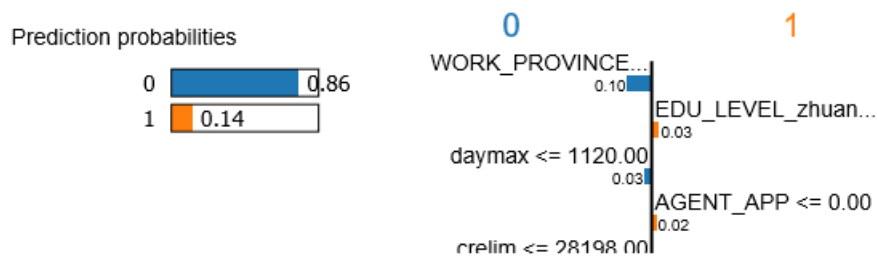 0
1
Prediction probabilities
WORK_PROVINCE...
0.10
0
0.86
1
0.14
EDU_LEVEL_zhuan...
0.03
daymax <= 1120.00
0.03
AGENT_APP <= 0.00
0.02
crelim <= 28198.00